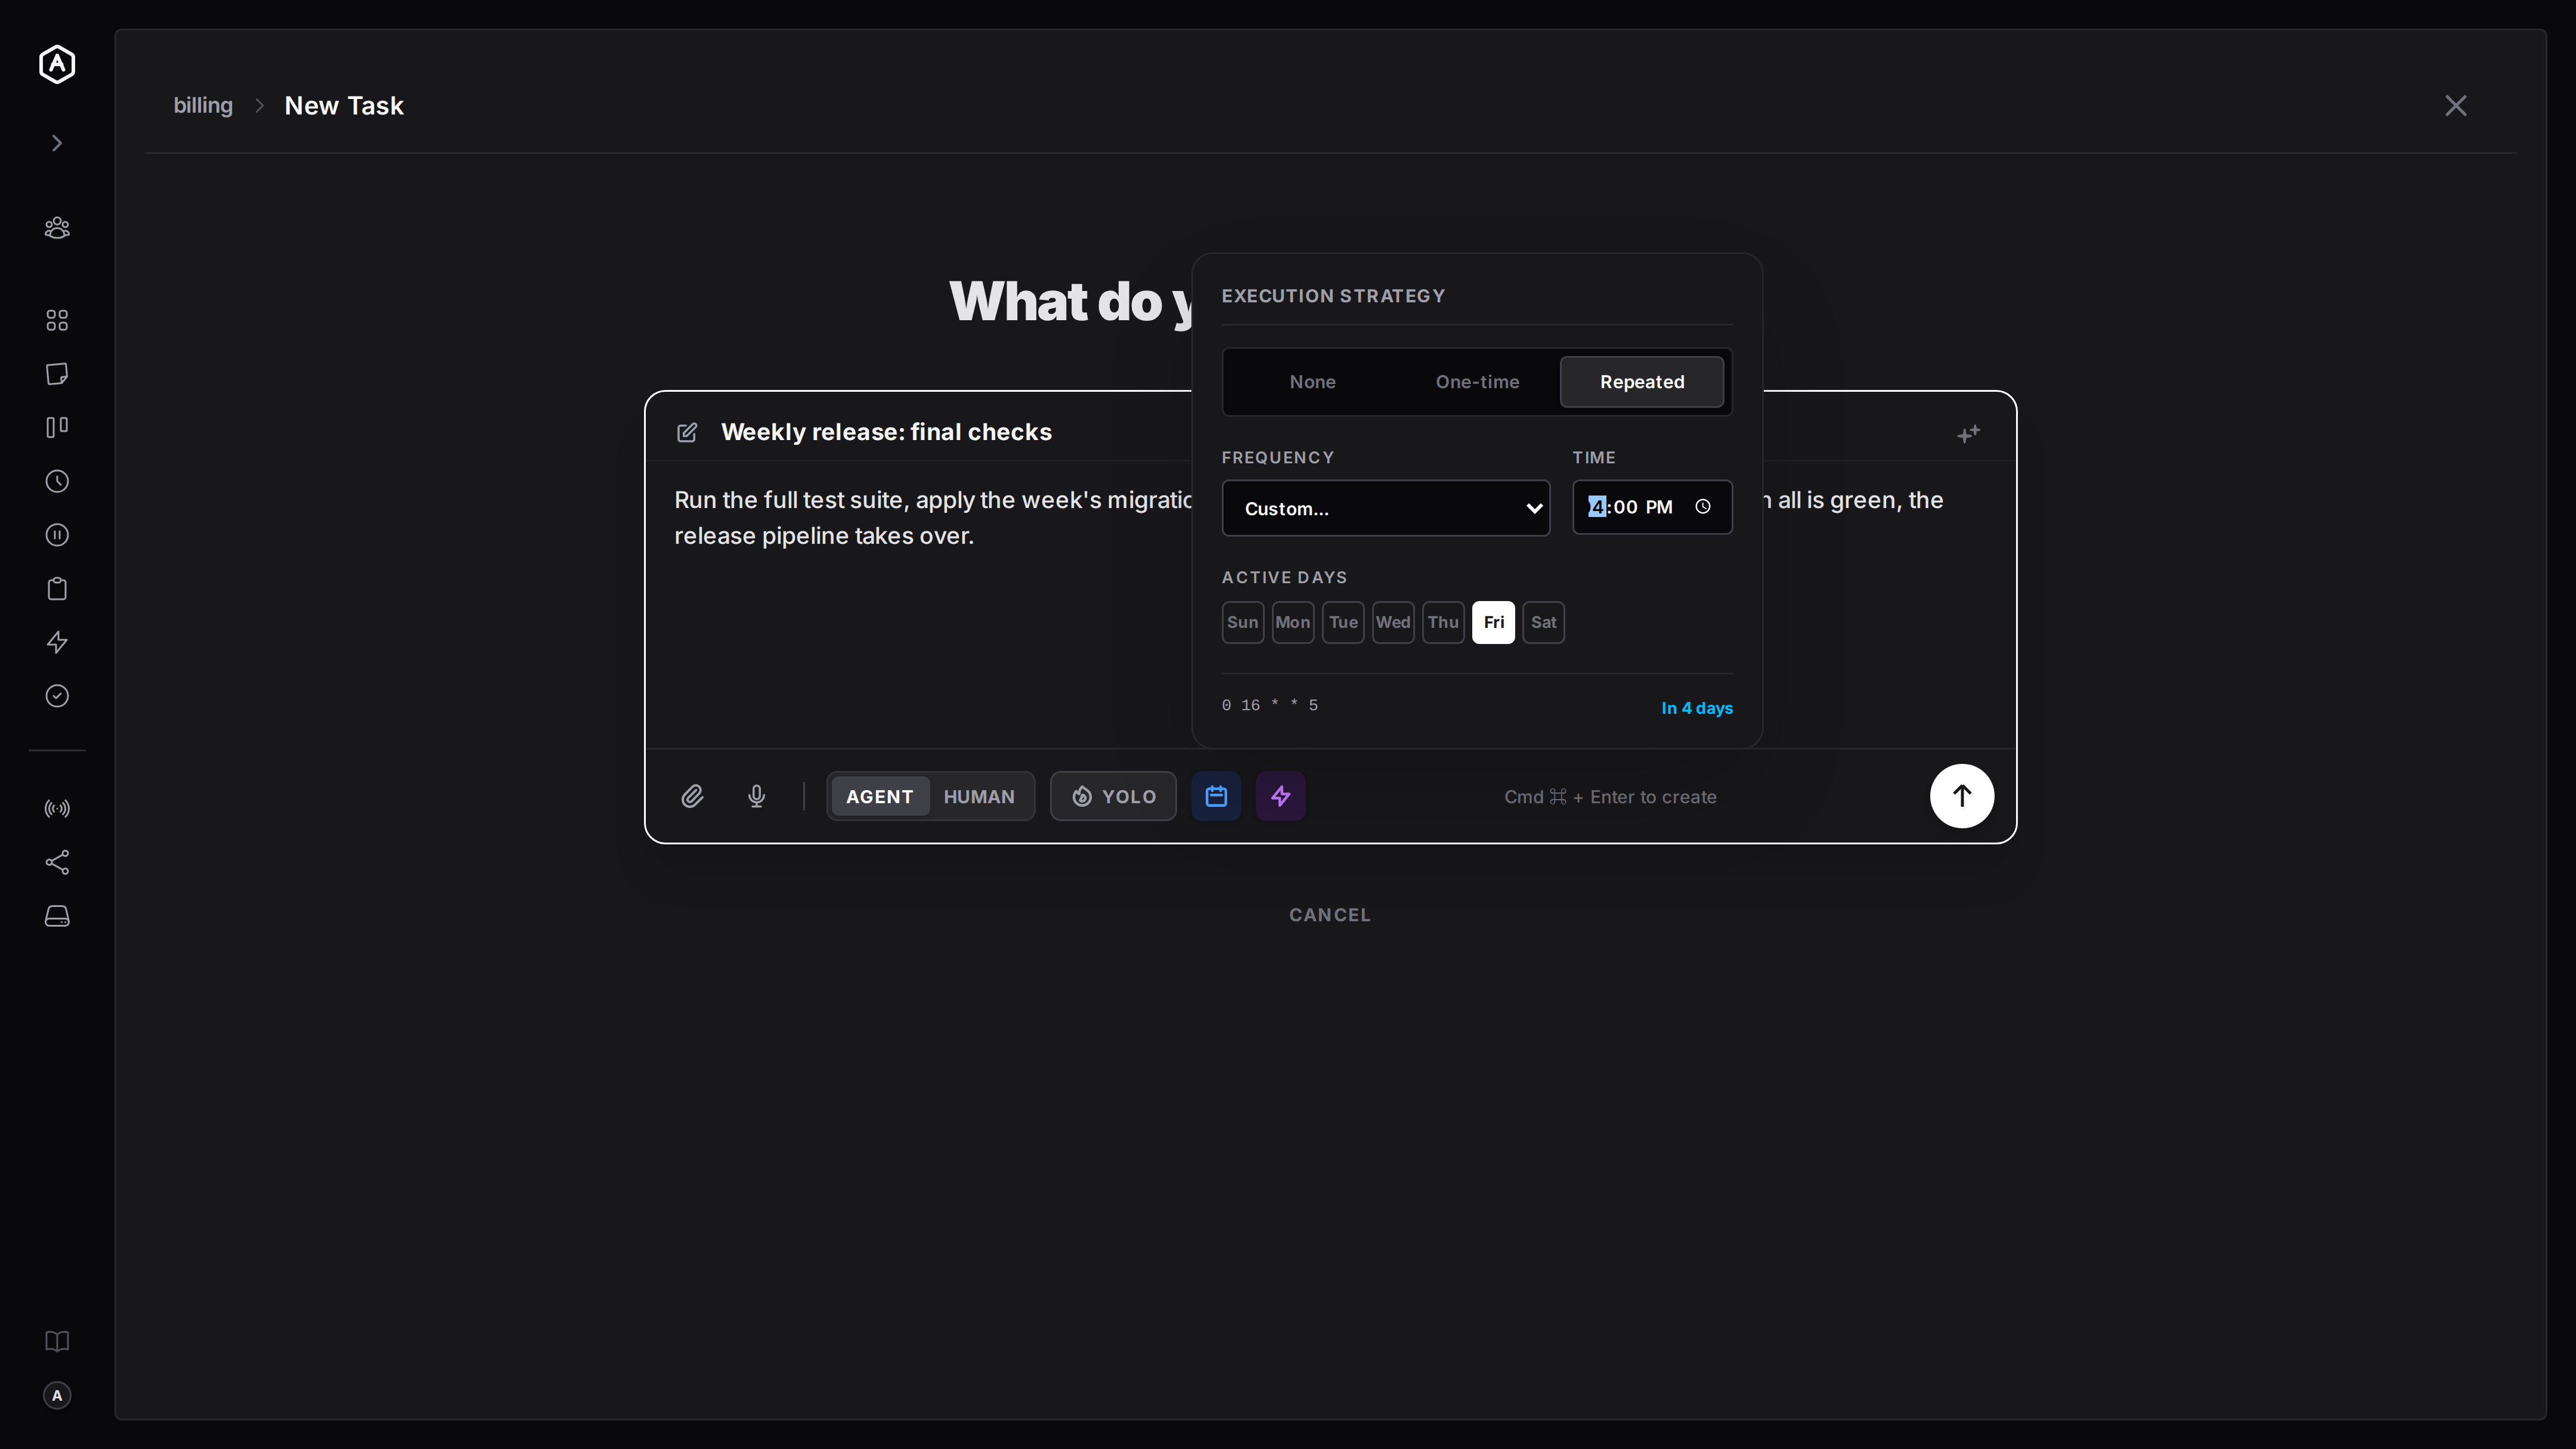 billing > New Task
What do y
EXECUTION STRATEGY
None One-time Repeated
Weekly release: final checks
FREQUENCY TIME
Custom... 4:00 PM
Run the full test suite, apply the week's all is green, the
release pipeline takes over.
ACTIVE DAYS
Sun Mon Tue Wed Thu Fri Sat
0 16 * * 5 In 4 days
AGENT HUMAN YOLO Cmd ⌘ + Enter to create
CANCEL
A